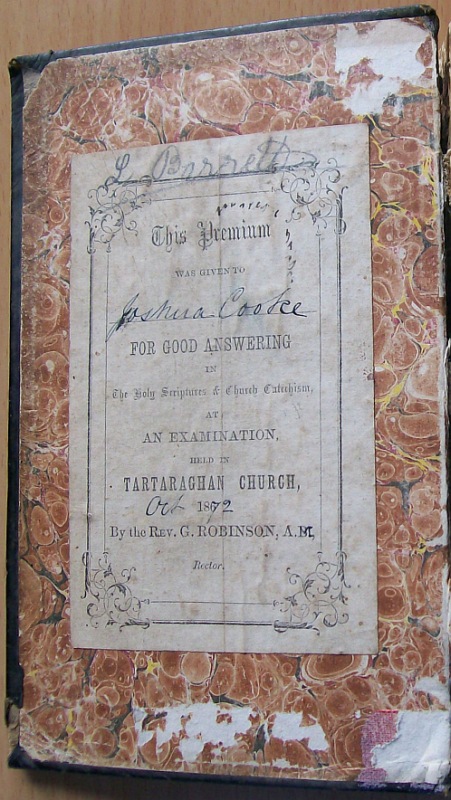 L Barrett
This Premium
WAS GIVEN TO
Joshua Cooke
FOR GOOD ANSWERING
IN
The Holy Scriptures & Church Catechism,
AT
AN EXAMINATION,
HELD IN
TARTARAGHAN CHURCH,
Oct 1872
By the REV. G. ROBINSON, A.M.
Rector.